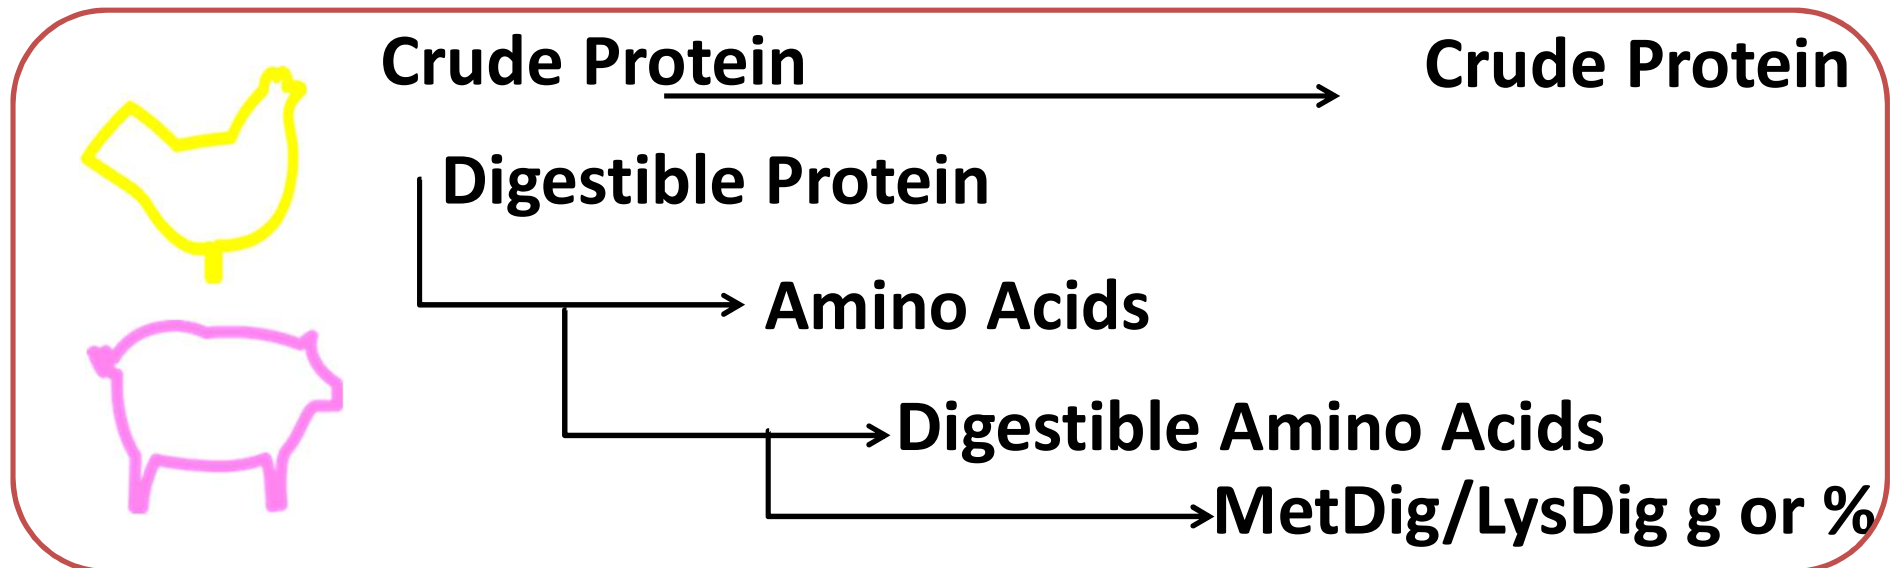 Crude Protein Crude Protein
Digestible Protein
Amino Acids
Digestible Amino Acids
MetDig/LysDig g or %